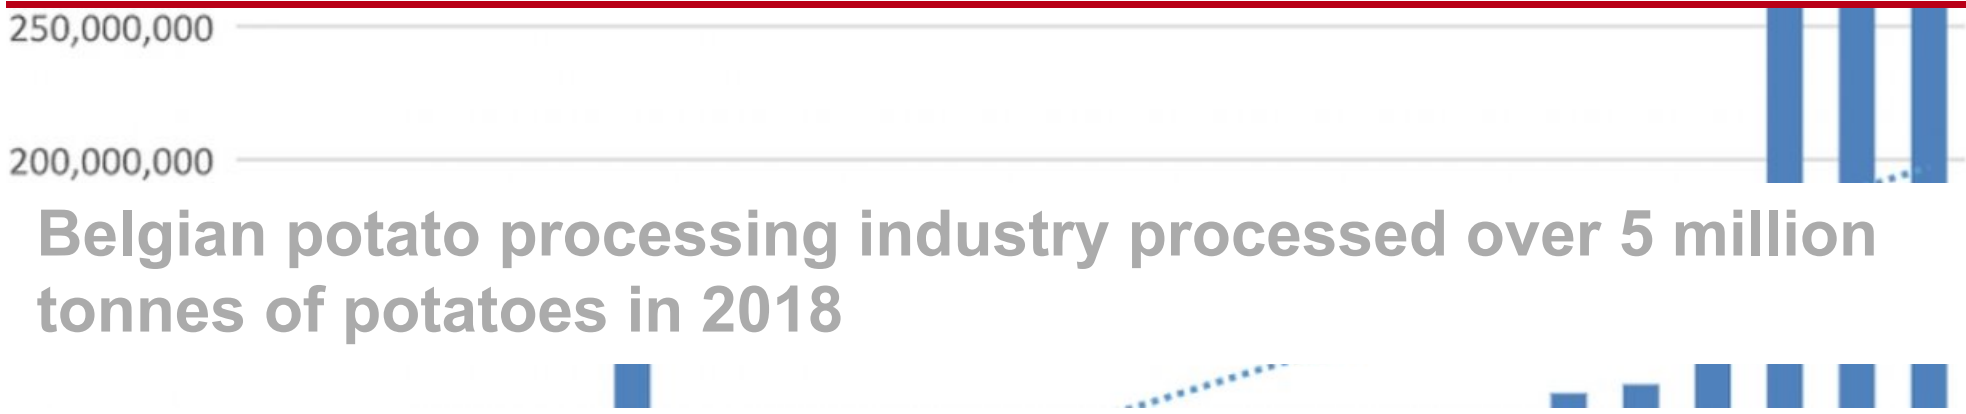 250,000,000
200,000,000
Belgian potato processing industry processed over 5 million
tonnes of potatoes in 2018